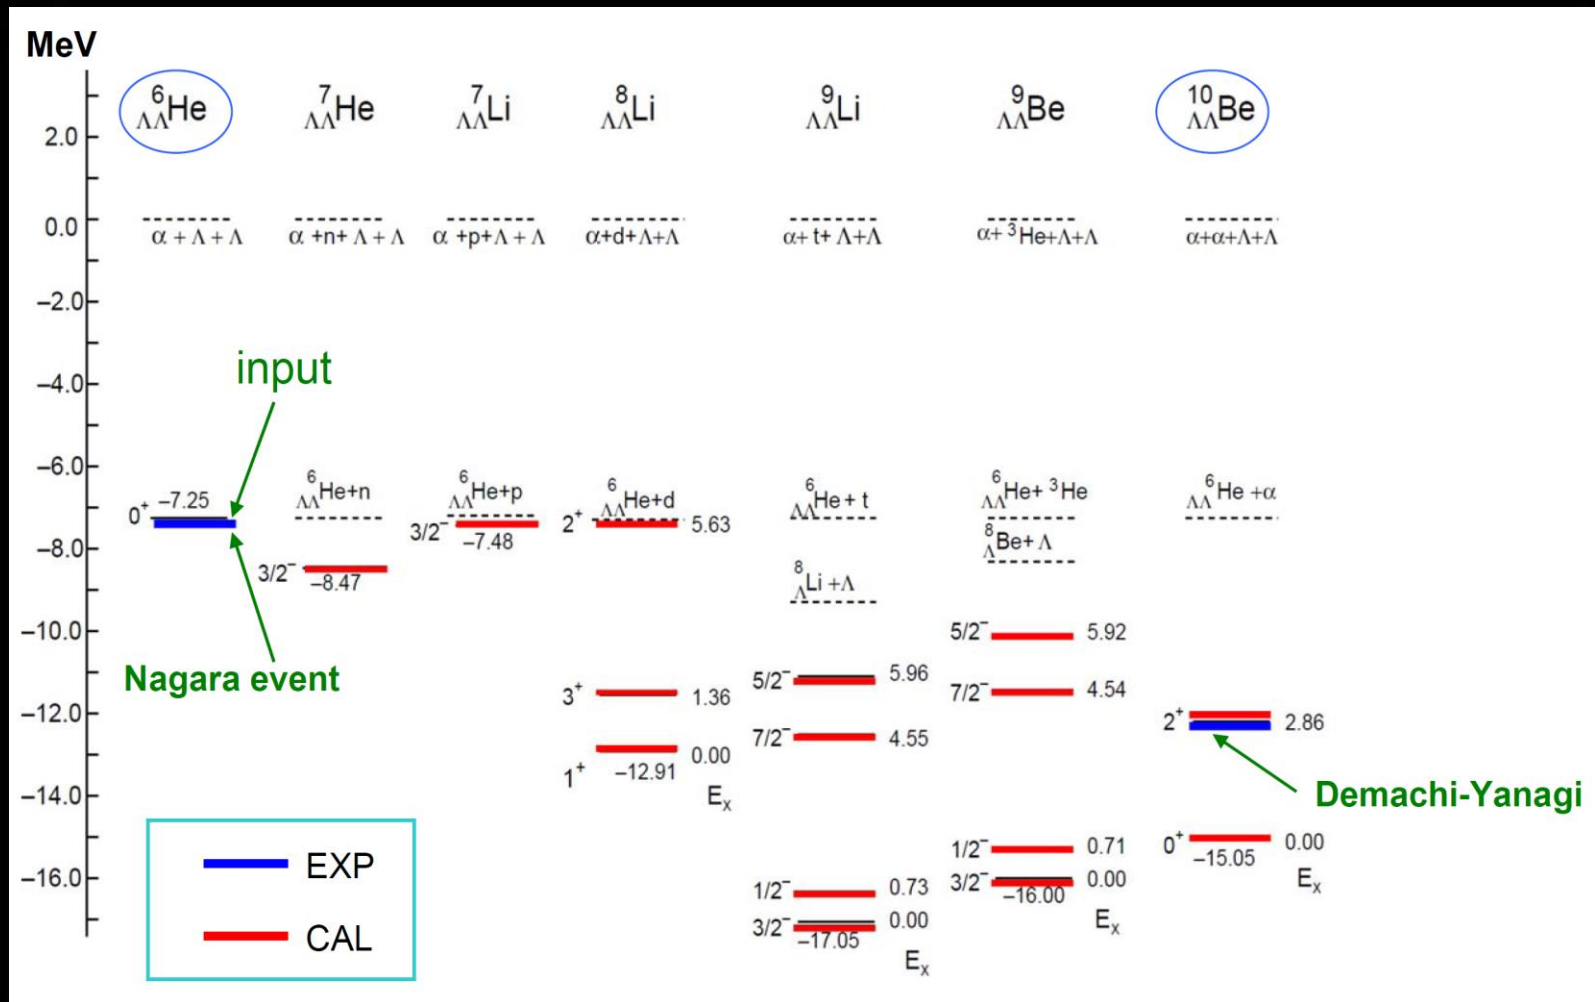 MeV
⁶ΛΛHe ⁷ΛΛHe ⁷ΛΛLi ⁸ΛΛLi ⁹ΛΛLi ⁹ΛΛBe ¹⁰ΛΛBe
2.0
0.0
α + Λ + Λ α +n+ Λ + Λ α +p+Λ + Λ α+d+Λ+Λ α+ t+ Λ+Λ α+ ³He+Λ+Λ α+α+Λ+Λ
−2.0
input
−4.0
−6.0
0⁺ −7.25
⁶ΛΛHe+n
3/2⁻ −8.47
⁶ΛΛHe+p
3/2⁻ −7.48
⁶ΛΛHe+d
2⁺ 5.63
⁶ΛΛHe + t
⁸ΛLi +Λ
⁶ΛΛHe+ ³He
⁸ΛBe+ Λ
ΛΛ⁶He +α
−8.0
−10.0
Nagara event
3⁺ 1.36
1⁺ −12.91 0.00
Eₓ
5/2⁻ 5.96
7/2⁻ 4.55
5/2⁻ 5.92
7/2⁻ 4.54
2⁺ 2.86
Demachi-Yanagi
−12.0
−14.0
−16.0
1/2⁻ 0.73
3/2⁻ 0.00
−17.05
Eₓ
1/2⁻ 0.71
3/2⁻ 0.00
−16.00
Eₓ
0⁺ 0.00
−15.05
Eₓ
EXP
CAL